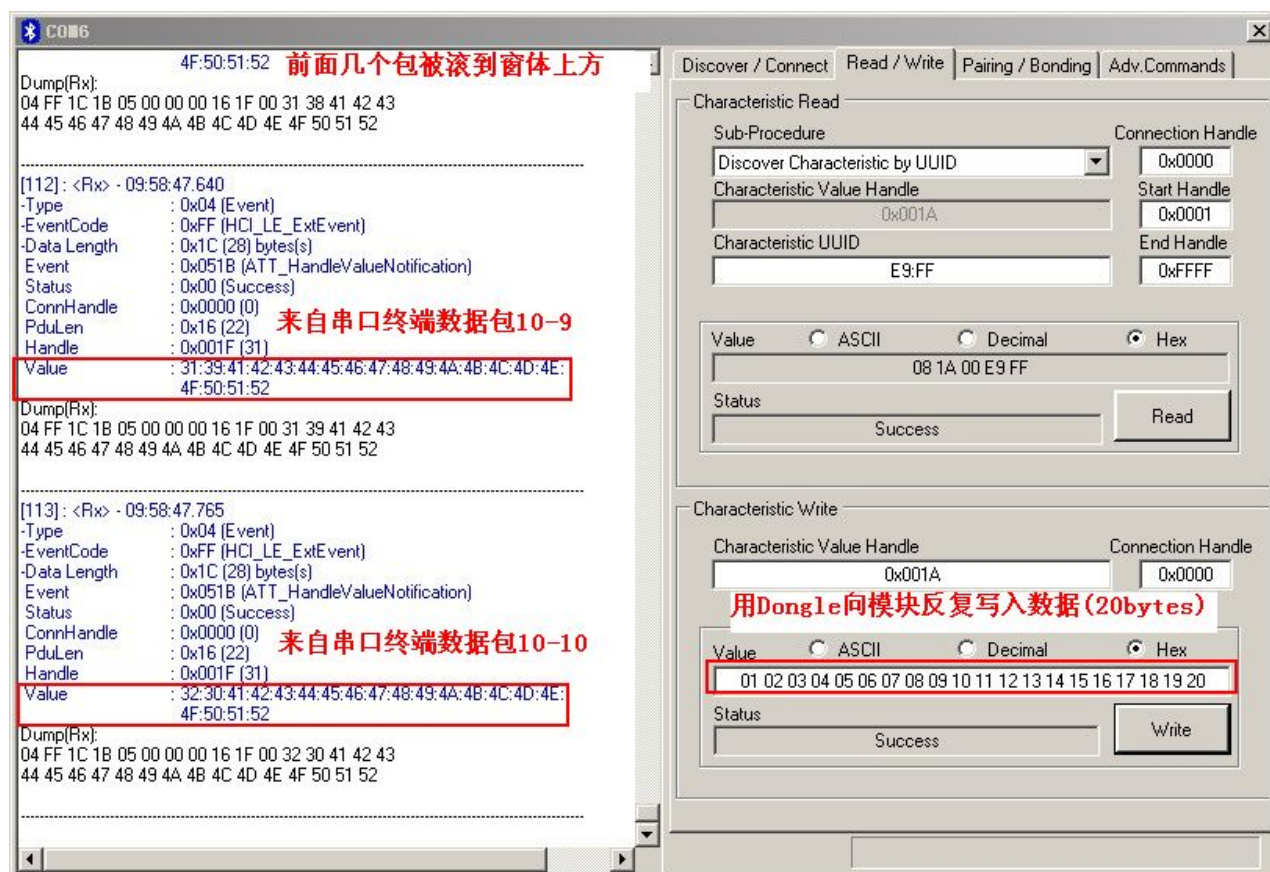 COM6
4F:50:51:52 前面几个包被滚到窗体上方
Dump(Rx):
04 FF 1C 1B 05 00 00 00 16 1F 00 31 38 41 42 43
44 45 46 47 48 49 4A 4B 4C 4D 4E 4F 50 51 52
[112] : <Rx> - 09:58:47.640
-Type : 0x04 (Event)
-EventCode : 0xFF (HCI_LE_ExtEvent)
-Data Length : 0x1C (28) bytes(s)
Event : 0x051B (ATT_HandleValueNotification)
Status : 0x00 (Success)
ConnHandle : 0x0000 (0)
PduLen : 0x16 (22)
来自串口终端数据包10-9
Handle : 0x001F (31)
Value : 31:39:41:42:43:44:45:46:47:48:49:4A:4B:4C:4D:4E:
4F:50:51:52
Dump(Rx):
04 FF 1C 1B 05 00 00 00 16 1F 00 31 39 41 42 43
44 45 46 47 48 49 4A 4B 4C 4D 4E 4F 50 51 52
[113] : <Rx> - 09:58:47.765
-Type : 0x04 (Event)
-EventCode : 0xFF (HCI_LE_ExtEvent)
-Data Length : 0x1C (28) bytes(s)
Event : 0x051B (ATT_HandleValueNotification)
Status : 0x00 (Success)
ConnHandle : 0x0000 (0)
PduLen : 0x16 (22)
来自串口终端数据包10-10
Handle : 0x001F (31)
Value : 32:30:41:42:43:44:45:46:47:48:49:4A:4B:4C:4D:4E:
4F:50:51:52
Dump(Rx):
04 FF 1C 1B 05 00 00 00 16 1F 00 32 30 41 42 43
44 45 46 47 48 49 4A 4B 4C 4D 4E 4F 50 51 52
Discover / Connect Read / Write Pairing / Bonding Adv.Commands
Characteristic Read
Sub-Procedure Connection Handle
Discover Characteristic by UUID 0x0000
Characteristic Value Handle Start Handle
0x001A 0x0001
Characteristic UUID End Handle
E9:FF 0xFFFF
Value ASCII Decimal Hex
08 1A 00 E9 FF
Status
Success Read
Characteristic Write
Characteristic Value Handle Connection Handle
0x001A 0x0000
用Dongle向模块反复写入数据(20bytes)
Value ASCII Decimal Hex
01 02 03 04 05 06 07 08 09 10 11 12 13 14 15 16 17 18 19 20
Status
Success Write